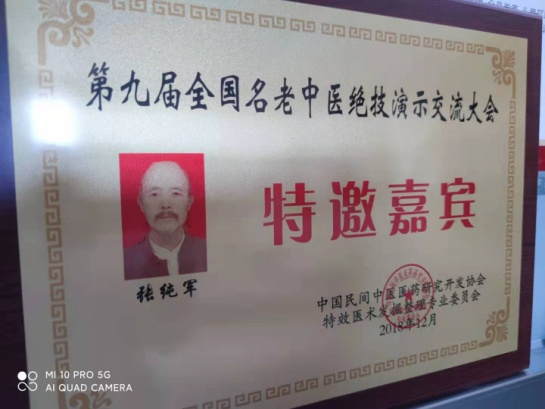 第九届全国名老中医绝技演示交流大会
特邀嘉宾
张纯军
中国民间中医医药研究开发协会
特效医术发掘整理专业委员会
2018年12月
MI 10 PRO 5G
AI QUAD CAMERA